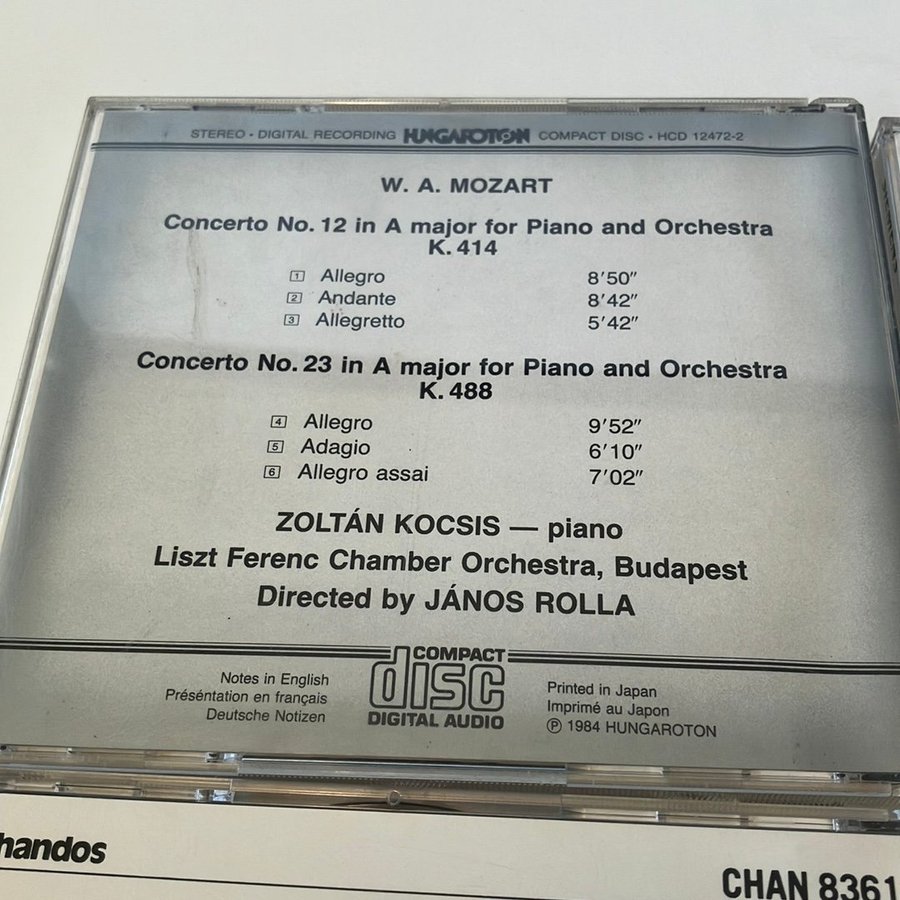 STEREO · DIGITAL RECORDING HUNGAROTON COMPACT DISC · HCD 12472-2
W. A. MOZART
Concerto No. 12 in A major for Piano and Orchestra
K. 414
1 Allegro 8′50″
2 Andante 8′42″
3 Allegretto 5′42″
Concerto No. 23 in A major for Piano and Orchestra
K. 488
4 Allegro 9′52″
5 Adagio 6′10″
6 Allegro assai 7′02″
ZOLTÁN KOCSIS — piano
Liszt Ferenc Chamber Orchestra, Budapest
Directed by JÁNOS ROLLA
Notes in English
Préséntation en français
Deutsche Notizen
COMPACT
disc
DIGITAL AUDIO
Printed in Japan
Imprimé au Japon
℗ 1984 HUNGAROTON
handos
CHAN 8361